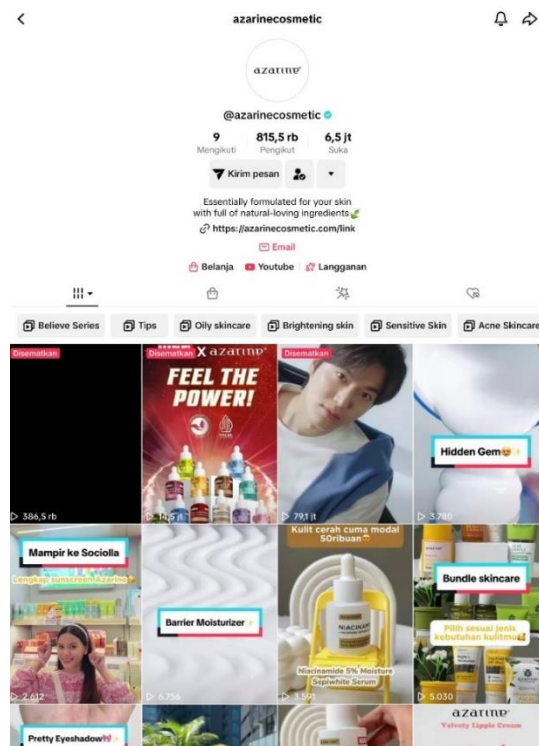 azarinecosmetic
azarine
@azarinecosmetic
9 815,5 rb 6,5 jt
Mengikuti Pengikut Suka
Kirim pesan
Essentially formulated for your skin
with full of natural-loving ingredients
https://azarinecosmetic.com/link
Email
Belanja Youtube Langganan
Believe Series Tips Oily skincare Brightening skin Sensitive Skin Acne Skincare
Disematkan
386,5 rb
Disematkan X azarine
FEEL THE
POWER!
14,5 jt
Disematkan
79,1 jt
Hidden Gem
3.780
Mampir ke Sociolla
Lengkap sunscreen Azarine
2.612
Barrier Moisturizer
6.756
Kulit cerah cuma modal
50ribuan
NIACINAMIDE
Niacinamide 5% Moisture
Sepiwhite Serum
3.591
Bundle skincare
Pilih sesuai jenis
kebutuhan kulitmu
5.030
Pretty Eyeshadow
azarine
Velvety Lippie Cream